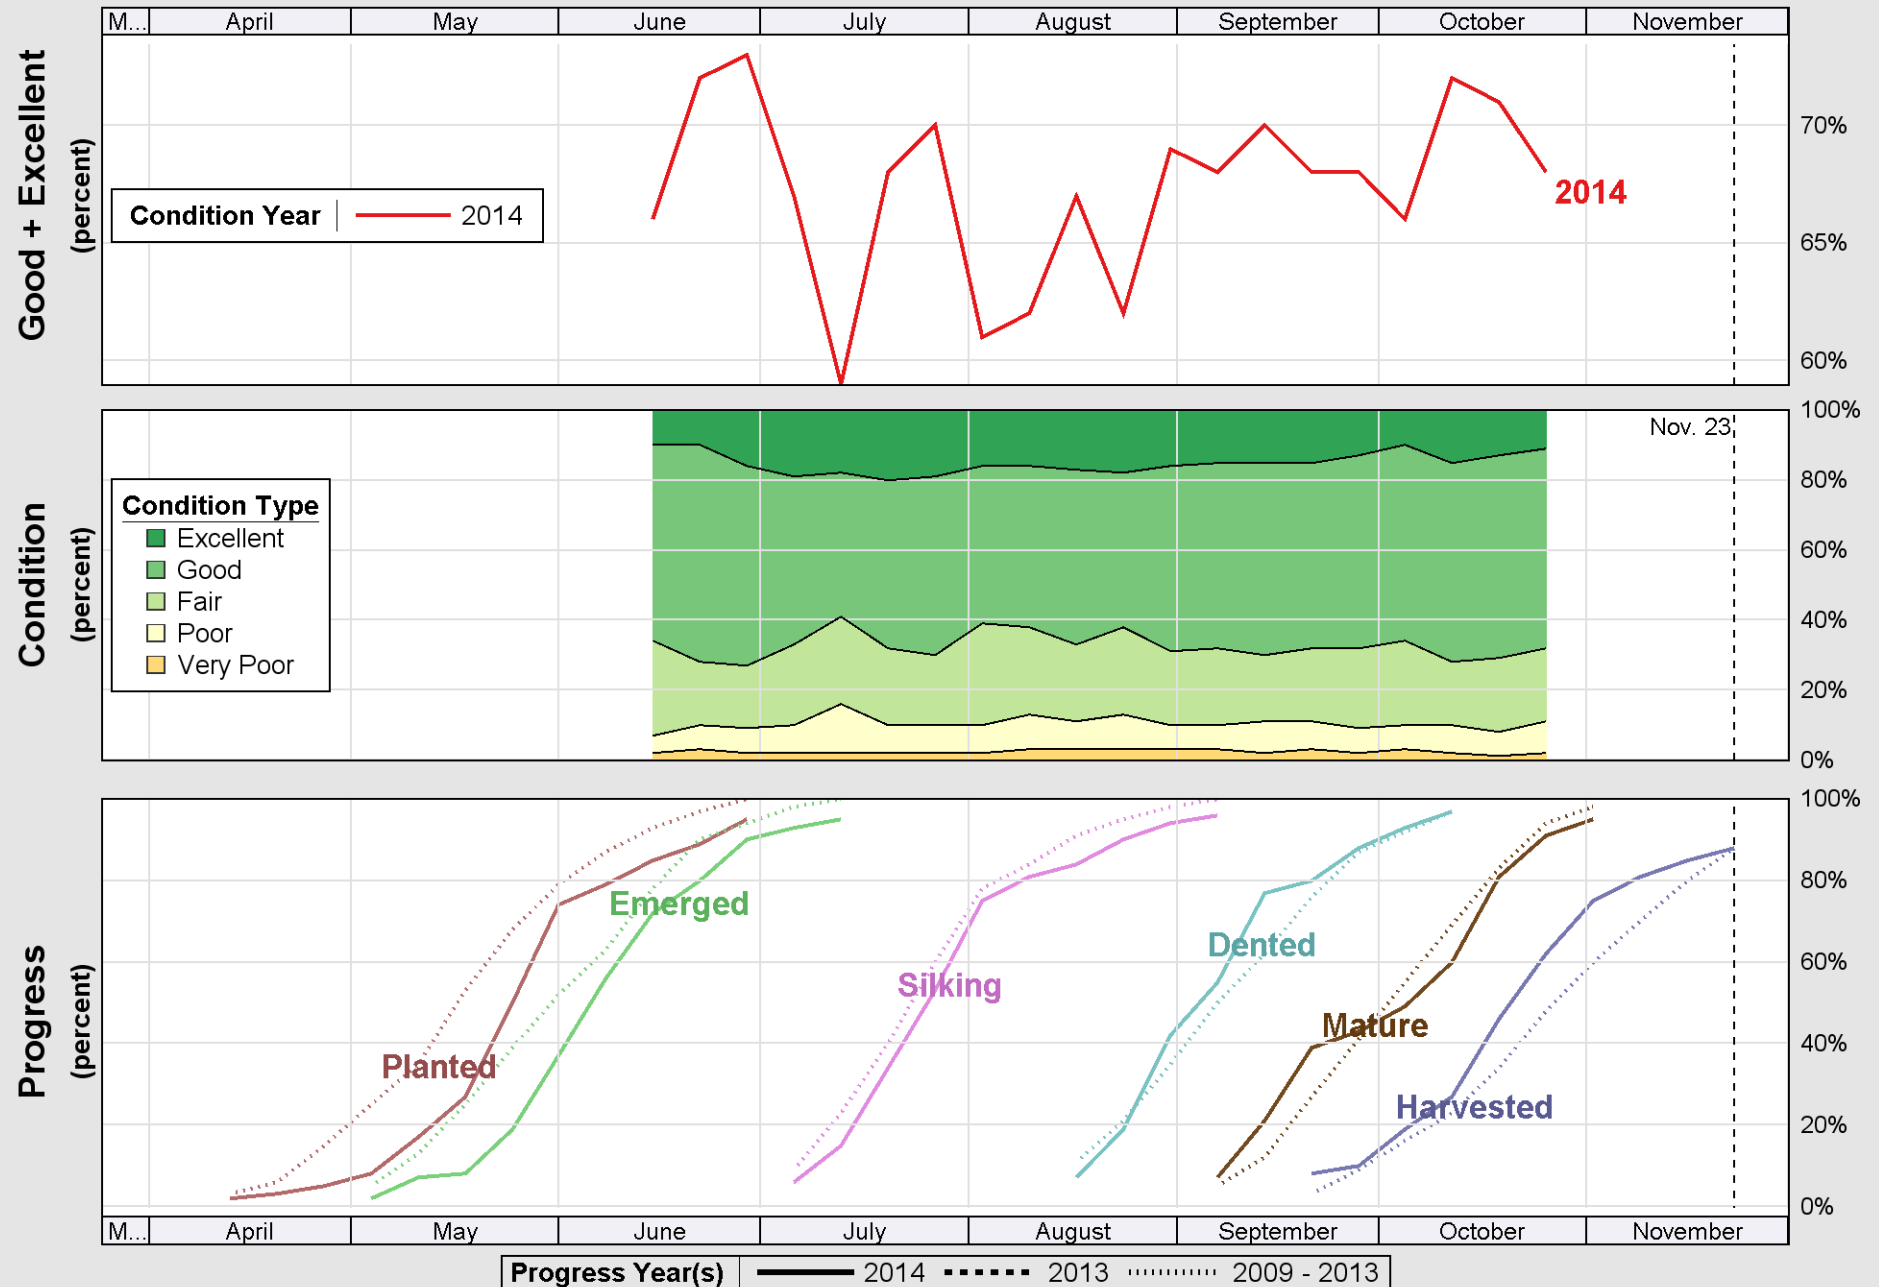 M... April May June July August September October November
Good + Excellent
(percent)
70%
65%
60%
Condition Year 2014
2014
Condition
(percent)
100%
80%
60%
40%
20%
0%
Nov. 23
Condition Type
Excellent
Good
Fair
Poor
Very Poor
Progress
(percent)
100%
80%
60%
40%
20%
0%
Planted
Emerged
Silking
Dented
Mature
Harvested
M... April May June July August September October November
Progress Year(s) 2014 2013 2009 - 2013